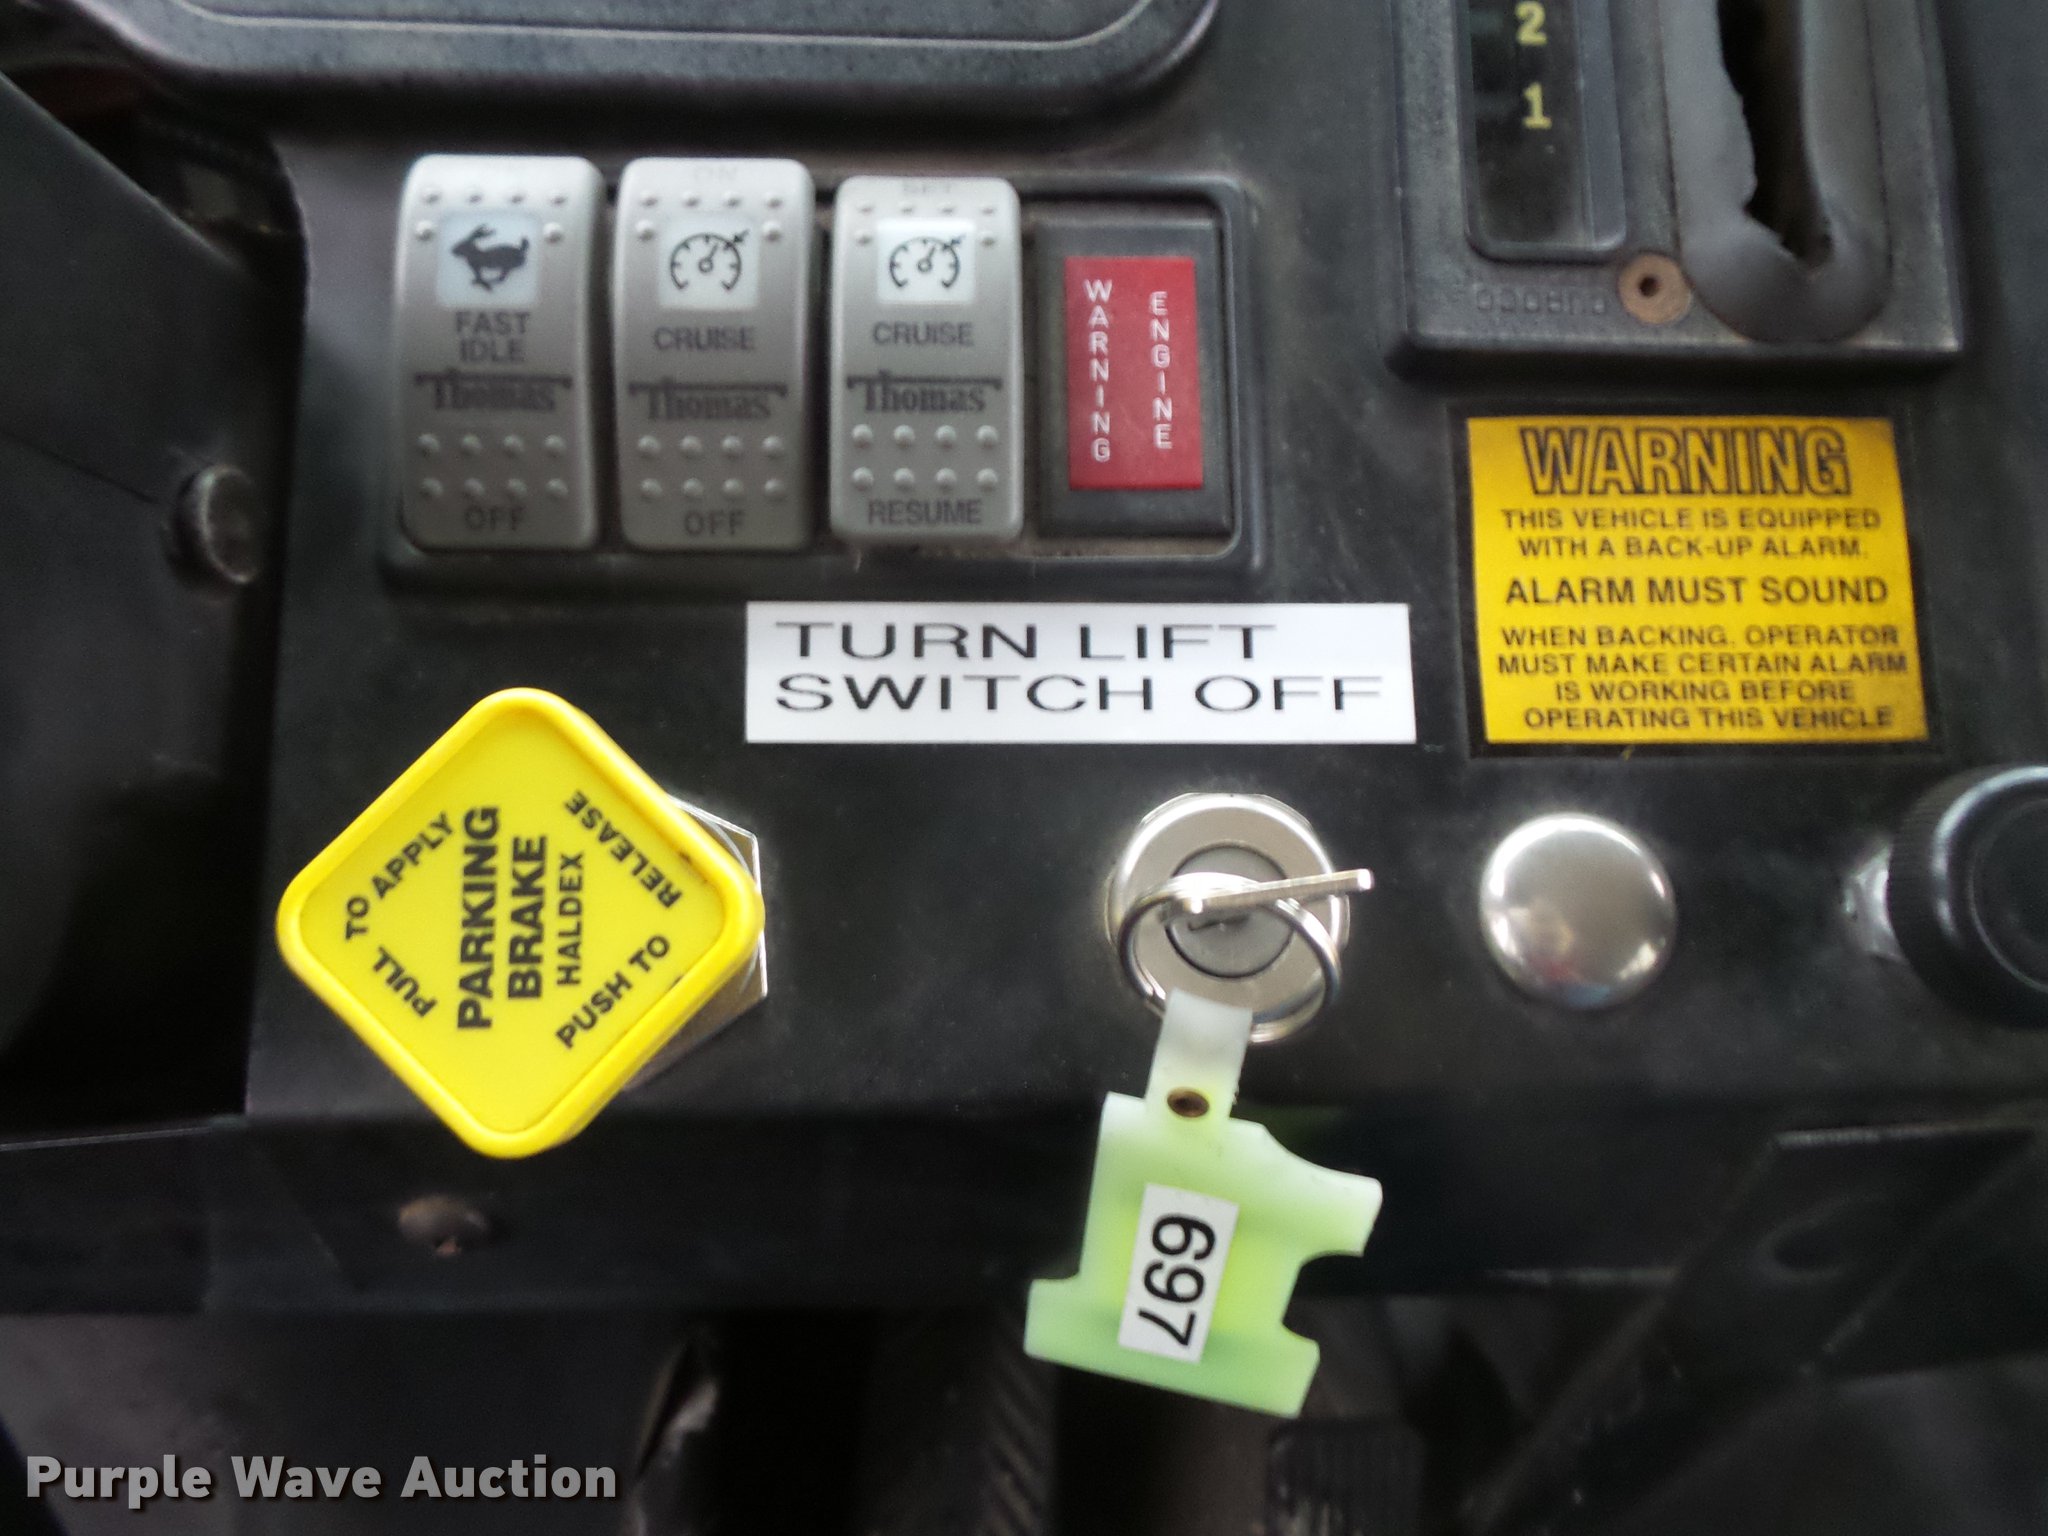 2
1
FAST
IDLE
Thomas
OFF
ON
CRUISE
Thomas
OFF
SET
CRUISE
Thomas
RESUME
WARNING
ENGINE
WARNING
THIS VEHICLE IS EQUIPPED
WITH A BACK-UP ALARM.
ALARM MUST SOUND
WHEN BACKING. OPERATOR
MUST MAKE CERTAIN ALARM
IS WORKING BEFORE
OPERATING THIS VEHICLE
TURN LIFT
SWITCH OFF
PULL TO APPLY
PARKING
BRAKE
HALDEX
PUSH TO RELEASE
697
Purple Wave Auction